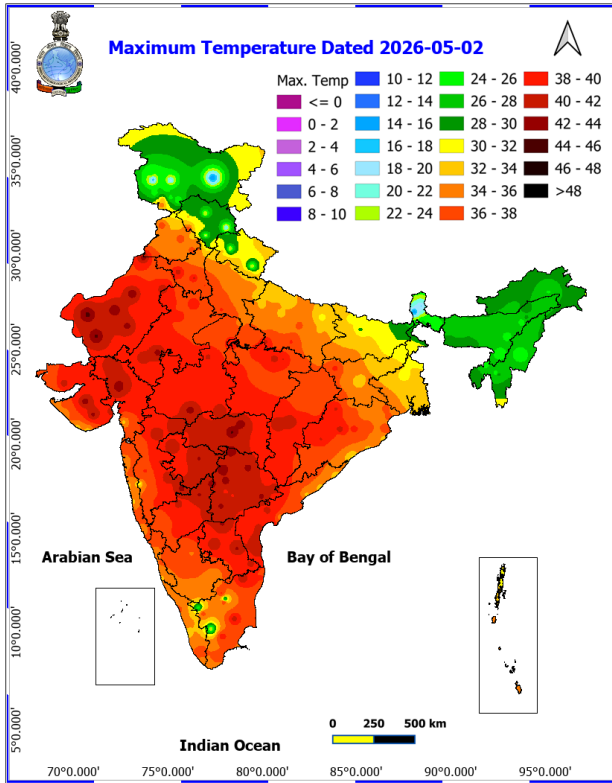 Maximum Temperature Dated 2026-05-02
Max. Temp
<= 0
0 - 2
2 - 4
4 - 6
6 - 8
8 - 10
10 - 12
12 - 14
14 - 16
16 - 18
18 - 20
20 - 22
22 - 24
24 - 26
26 - 28
28 - 30
30 - 32
32 - 34
34 - 36
36 - 38
38 - 40
40 - 42
42 - 44
44 - 46
46 - 48
>48
40°0.000'
35°0.000'
30°0.000'
25°0.000'
20°0.000'
15°0.000'
10°0.000'
5°0.000'
Arabian Sea
Bay of Bengal
Indian Ocean
0 250 500 km
70°0.000' 75°0.000' 80°0.000' 85°0.000' 90°0.000' 95°0.000'